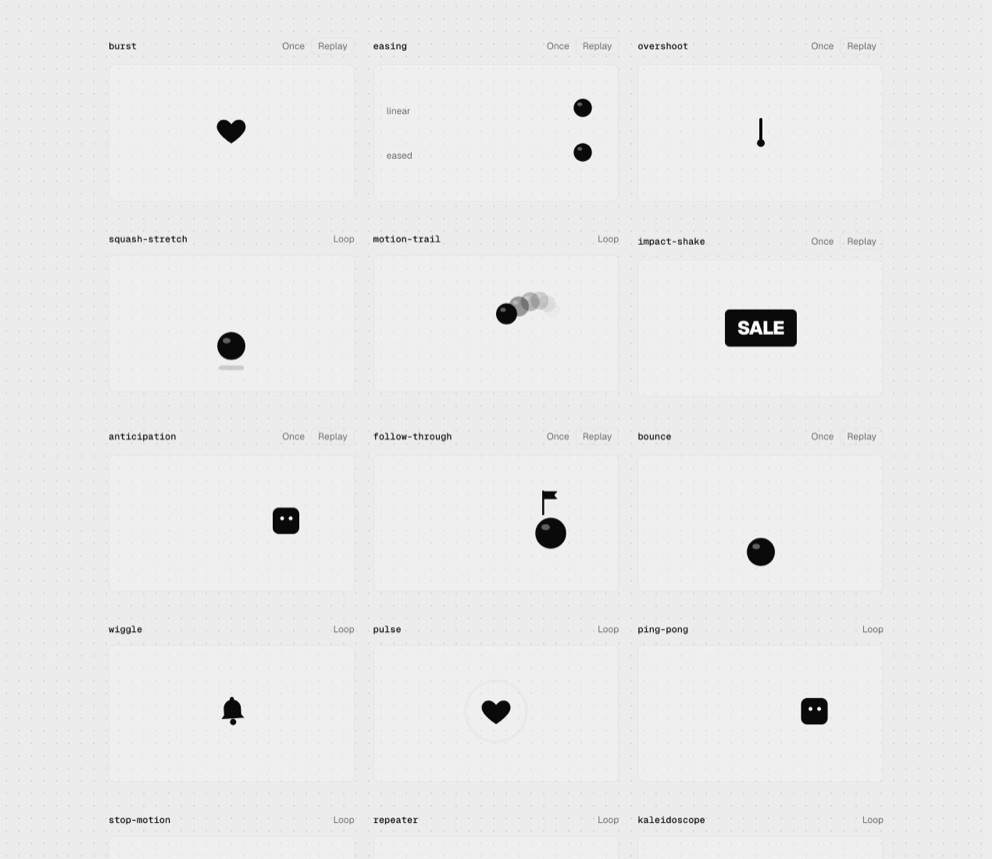 burst Once Replay easing Once Replay overshoot Once Replay
linear
eased
squash-stretch Loop motion-trail Loop impact-shake Once Replay
SALE
anticipation Once Replay follow-through Once Replay bounce Once Replay
wiggle Loop pulse Loop ping-pong Loop
stop-motion Loop repeater Loop kaleidoscope Loop